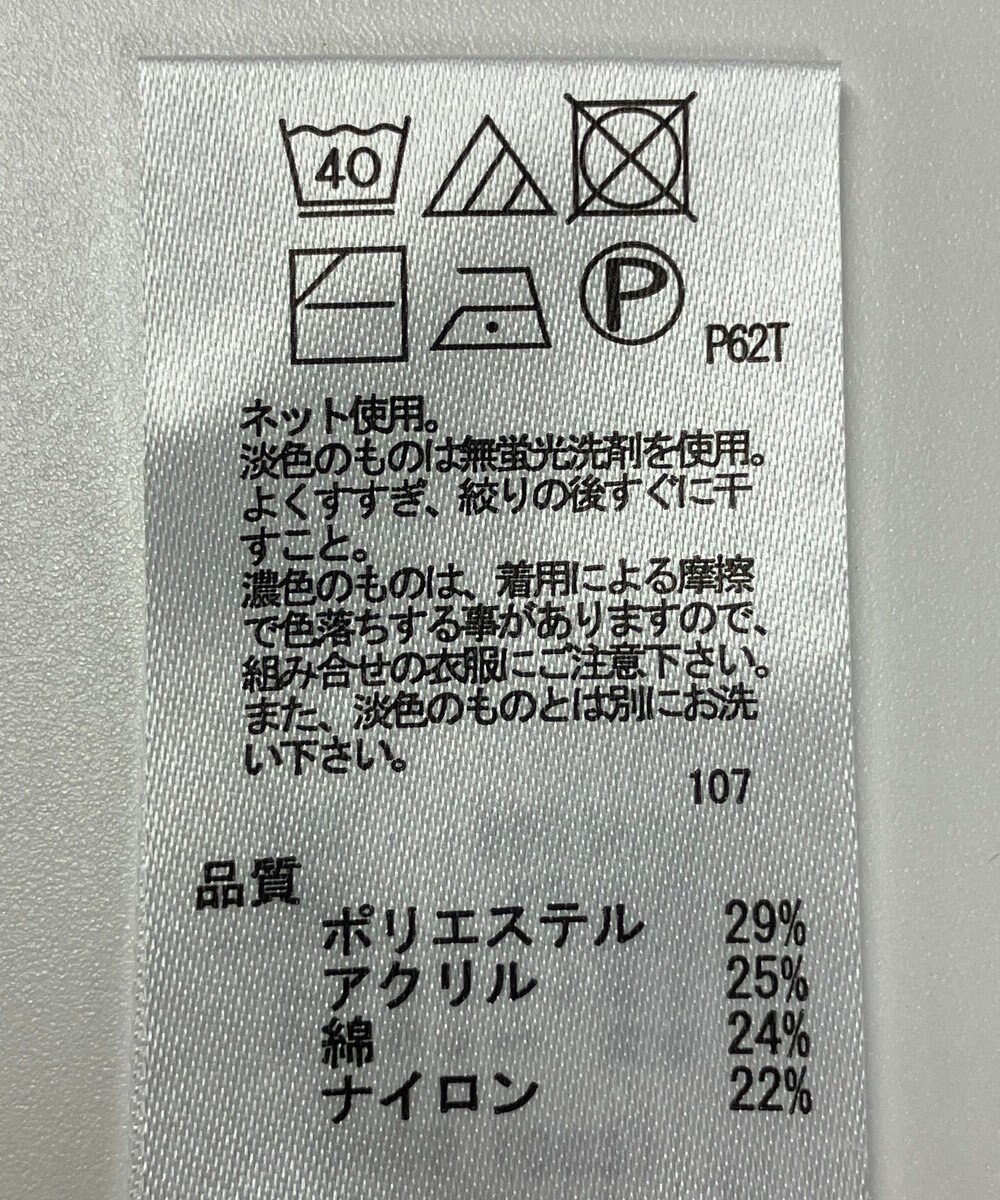 40
P
P62T
ネット使用。
淡色のものは無蛍光洗剤を使用。
よくすすぎ、絞りの後すぐに干
すこと。
濃色のものは、着用による摩擦
で色落ちする事がありますので、
組み合せの衣服にご注意下さい。
また、淡色のものとは別にお洗
い下さい。
107
品質
ポリエステル 29%
アクリル 25%
綿 24%
ナイロン 22%